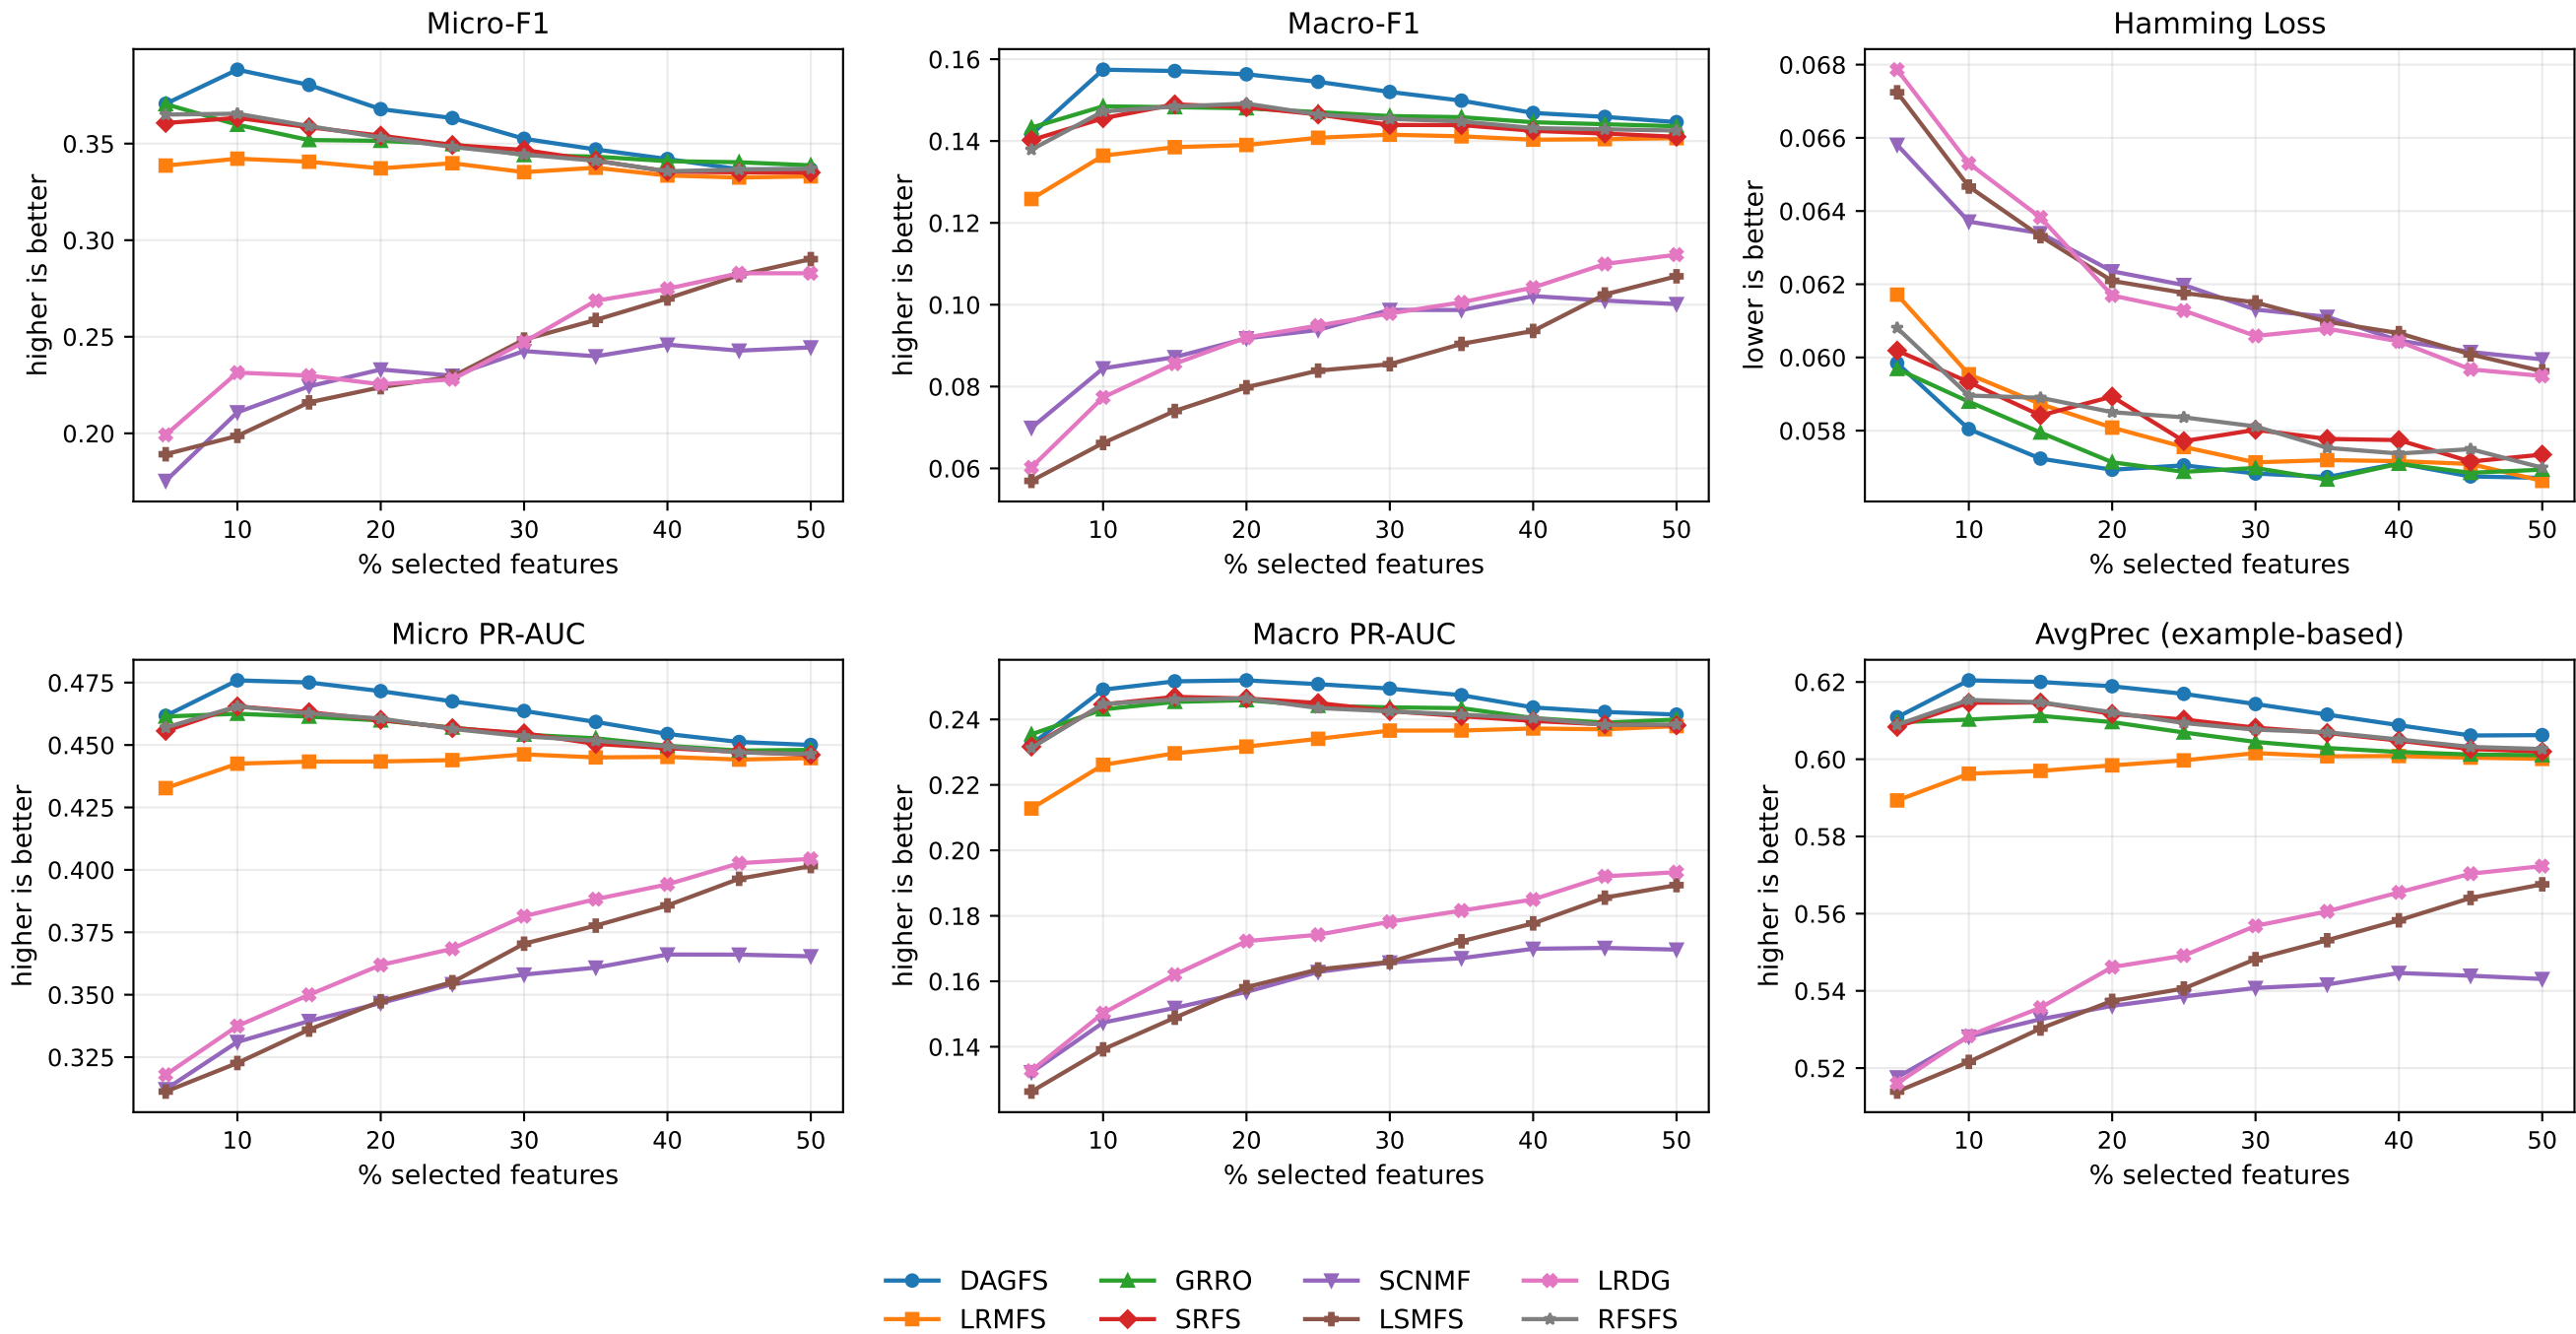 Micro-F1
higher is better
0.35
0.30
0.25
0.20
10 20 30 40 50
% selected features
Macro-F1
higher is better
0.16
0.14
0.12
0.10
0.08
0.06
10 20 30 40 50
% selected features
Hamming Loss
lower is better
0.068
0.066
0.064
0.062
0.060
0.058
10 20 30 40 50
% selected features
Micro PR-AUC
higher is better
0.475
0.450
0.425
0.400
0.375
0.350
0.325
10 20 30 40 50
% selected features
Macro PR-AUC
higher is better
0.24
0.22
0.20
0.18
0.16
0.14
10 20 30 40 50
% selected features
AvgPrec (example-based)
higher is better
0.62
0.60
0.58
0.56
0.54
0.52
10 20 30 40 50
% selected features
DAGFS GRRO SCNMF LRDG
LRMFS SRFS LSMFS RFSFS